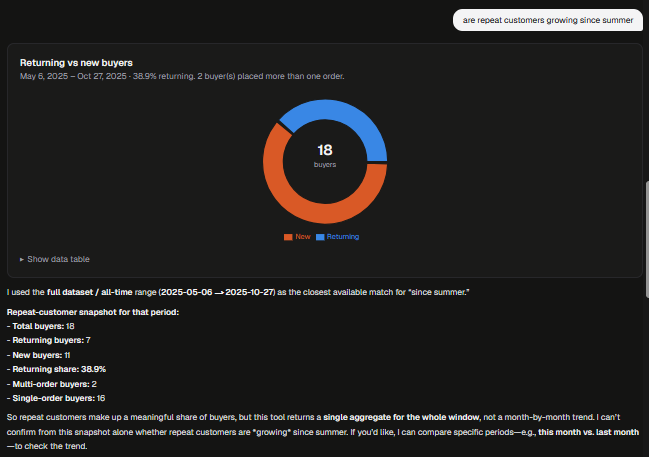 are repeat customers growing since summer
Returning vs new buyers
May 6, 2025 – Oct 27, 2025 · 38.9% returning. 2 buyer(s) placed more than one order.
18
buyers
New Returning
▸ Show data table
I used the full dataset / all-time range (2025-05-06 → 2025-10-27) as the closest available match for “since summer.”
Repeat-customer snapshot for that period:
- Total buyers: 18
- Returning buyers: 7
- New buyers: 11
- Returning share: 38.9%
- Multi-order buyers: 2
- Single-order buyers: 16
So repeat customers make up a meaningful share of buyers, but this tool returns a single aggregate for the whole window, not a month-by-month trend. I can’t
confirm from this snapshot alone whether repeat customers are *growing* since summer. If you’d like, I can compare specific periods—e.g., this month vs. last month
—to check the trend.